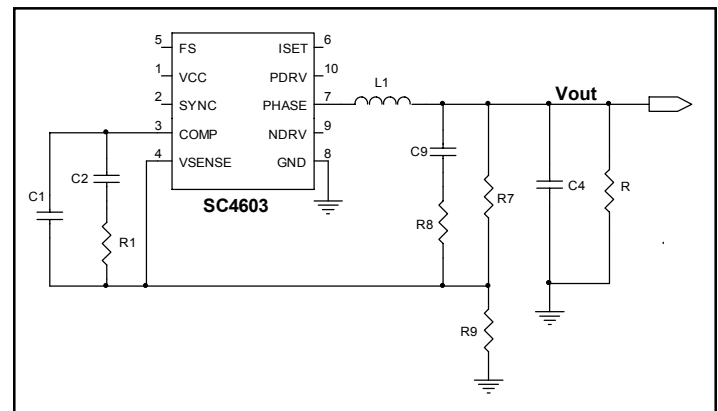 5 FS ISET 6
1 VCC PDRV 10
2 SYNC PHASE 7
3 COMP NDRV 9
4 VSENSE GND 8
SC4603
L1
Vout
C1
C2
R1
C9
R8
R7
C4
R
R9